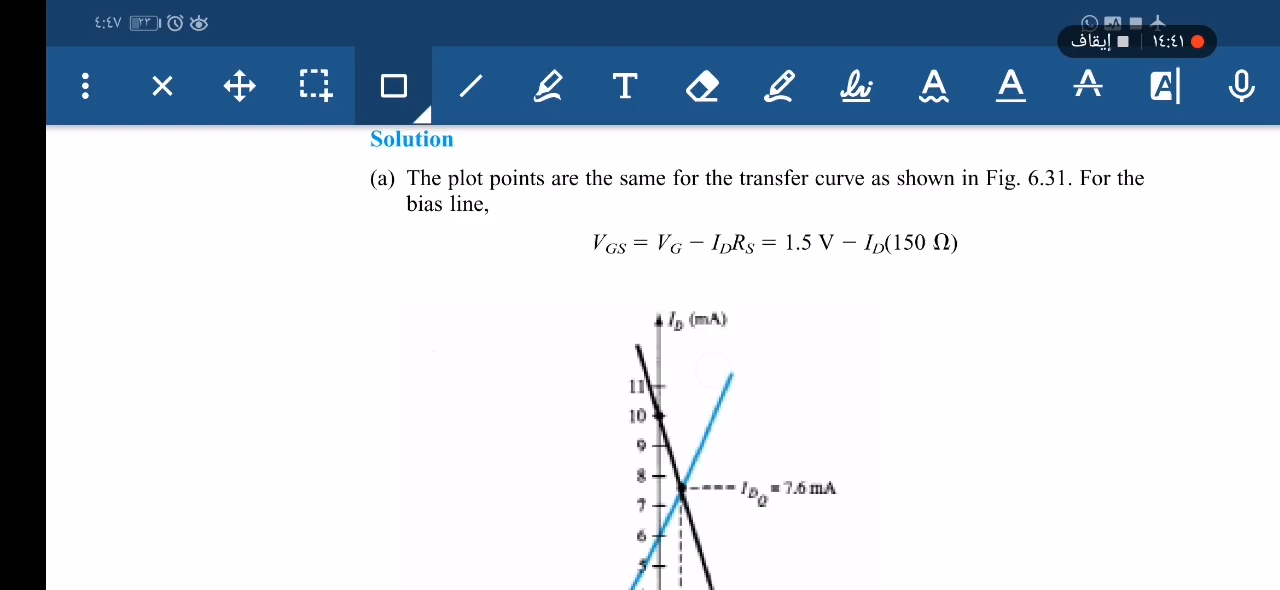 ٤:٤٧ ٢٣
إيقاف ١٤:٤١
T li A A A A
Solution
(a) The plot points are the same for the transfer curve as shown in Fig. 6.31. For the
bias line,
VGS = VG − IDRS = 1.5 V − ID(150 Ω)
ID (mA)
11
10
9
8
IDQ = 7.6 mA
7
6
5